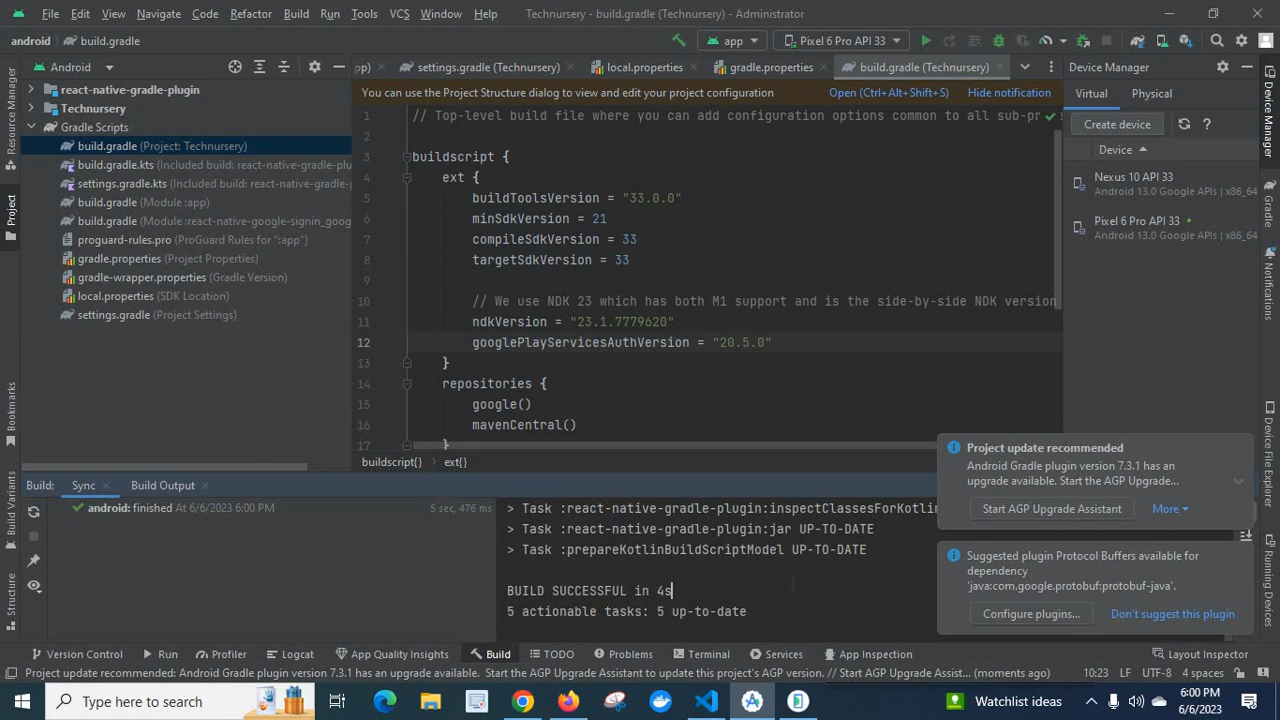 File Edit View Navigate Code Refactor Build Run Tools VCS Window Help Technursery - build.gradle (Technursery) - Administrator
android build.gradle app Pixel 6 Pro API 33
Android app) settings.gradle (Technursery) local.properties gradle.properties build.gradle (Technursery) Device Manager
You can use the Project Structure dialog to view and edit your project configuration Open (Ctrl+Alt+Shift+S) Hide notification
Resource Manager
Project
Bookmarks
Build Variants
Structure
react-native-gradle-plugin
Technursery
Gradle Scripts
build.gradle (Project: Technursery)
build.gradle.kts (Included build: react-native-gradle-plu
settings.gradle.kts (Included build: react-native-gradle-p
build.gradle (Module :app)
build.gradle (Module :react-native-google-signin_goog
proguard-rules.pro (ProGuard Rules for ":app")
gradle.properties (Project Properties)
gradle-wrapper.properties (Gradle Version)
local.properties (SDK Location)
settings.gradle (Project Settings)
1 // Top-level build file where you can add configuration options common to all sub-pr
2
3 buildscript {
4 ext {
5 buildToolsVersion = "33.0.0"
6 minSdkVersion = 21
7 compileSdkVersion = 33
8 targetSdkVersion = 33
9
10 // We use NDK 23 which has both M1 support and is the side-by-side NDK version
11 ndkVersion = "23.1.7779620"
12 googlePlayServicesAuthVersion = "20.5.0"
13 }
14 repositories {
15 google()
16 mavenCentral()
17 }
buildscript{} ext{}
Virtual Physical
Create device ?
Device
Nexus 10 API 33
Android 13.0 Google APIs | x86_64
Pixel 6 Pro API 33
Android 13.0 Google APIs | x86_64
Device Manager
Gradle
Notifications
Device File Explorer
Running Devices
Build: Sync Build Output
android: finished At 6/6/2023 6:00 PM 5 sec, 476 ms
> Task :react-native-gradle-plugin:inspectClassesForKotlin
> Task :react-native-gradle-plugin:jar UP-TO-DATE
> Task :prepareKotlinBuildScriptModel UP-TO-DATE
BUILD SUCCESSFUL in 4s
5 actionable tasks: 5 up-to-date
Project update recommended
Android Gradle plugin version 7.3.1 has an
upgrade available. Start the AGP Upgrade...
Start AGP Upgrade Assistant More
Suggested plugin Protocol Buffers available for
dependency
'java:com.google.protobuf:protobuf-java'.
Configure plugins... Don't suggest this plugin
Version Control Run Profiler Logcat App Quality Insights Build TODO Problems Terminal Services App Inspection Layout Inspector
Project update recommended: Android Gradle plugin version 7.3.1 has an upgrade available. Start the AGP Upgrade Assistant to update this project's AGP version. // Start AGP Upgrade Assistant (moments ago) 10:23 LF UTF-8 4 spaces
Type here to search Watchlist ideas 6:00 PM
6/6/2023